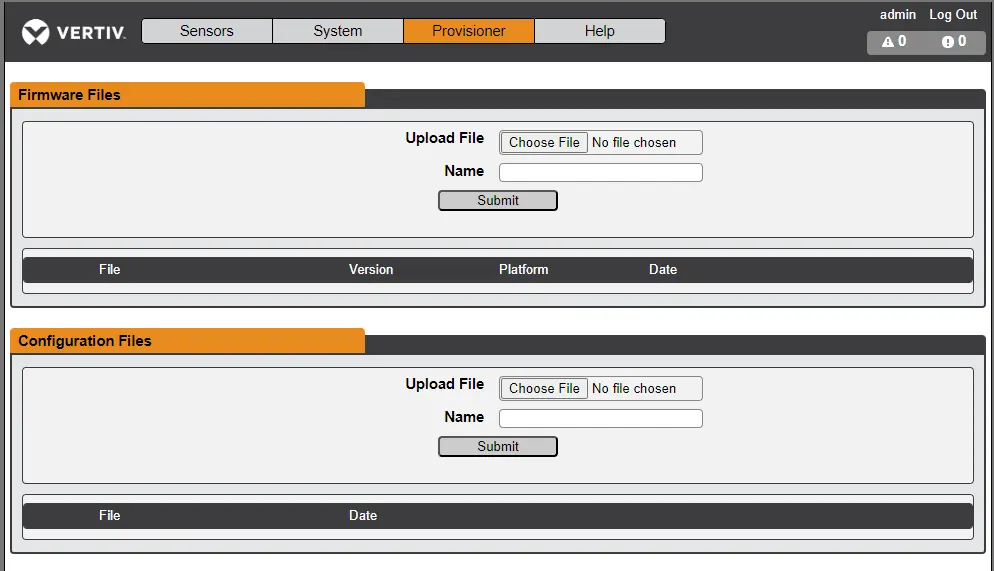 admin Log Out
VERTIV. Sensors System Provisioner Help
0 0
Firmware Files
Upload File Choose File No file chosen
Name
Submit
File Version Platform Date
Configuration Files
Upload File Choose File No file chosen
Name
Submit
File Date